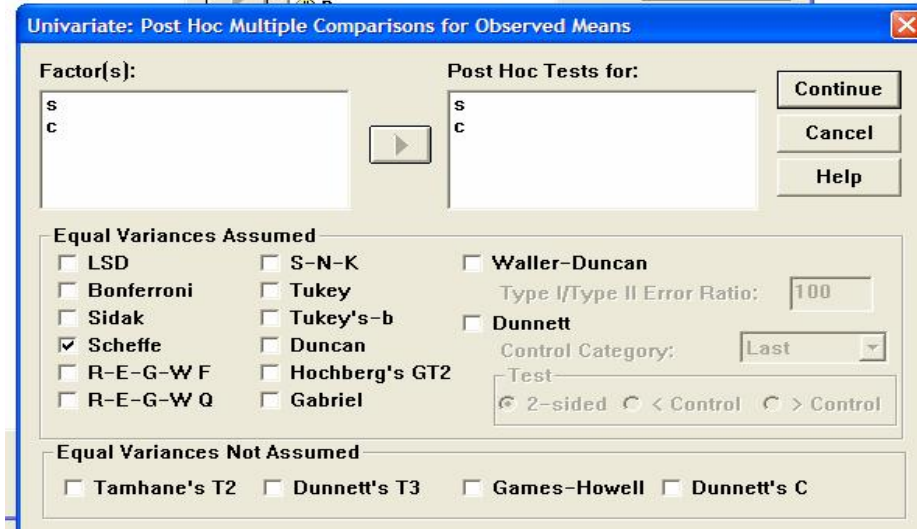 Univariate: Post Hoc Multiple Comparisons for Observed Means
Factor(s):
s
c
Post Hoc Tests for:
s
c
Continue
Cancel
Help
Equal Variances Assumed
LSD
Bonferroni
Sidak
Scheffe
R-E-G-W F
R-E-G-W Q
S-N-K
Tukey
Tukey's-b
Duncan
Hochberg's GT2
Gabriel
Waller-Duncan
Type I/Type II Error Ratio: 100
Dunnett
Control Category: Last
Test
2-sided < Control > Control
Equal Variances Not Assumed
Tamhane's T2 Dunnett's T3 Games-Howell Dunnett's C